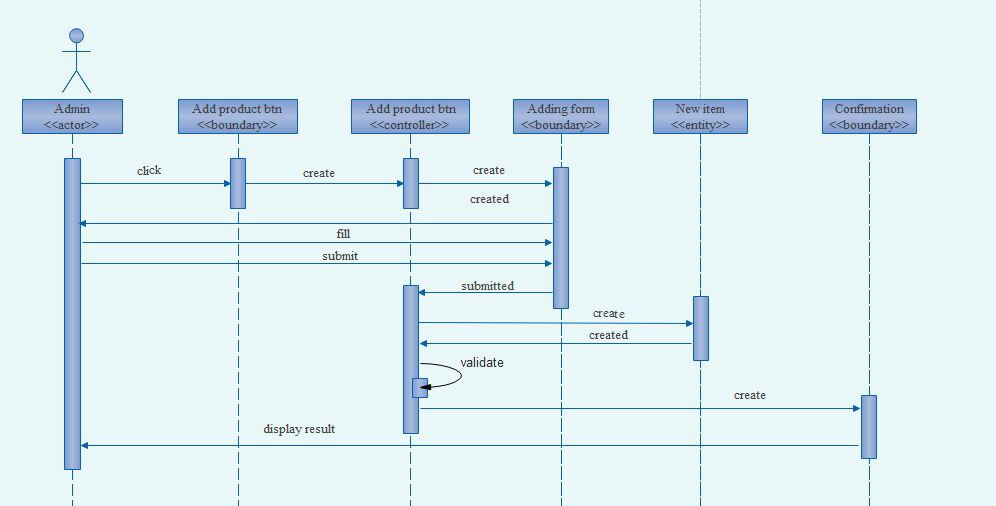 Admin
<<actor>>
Add product btn
<<boundary>>
Add product btn
<<controller>>
Adding form
<<boundary>>
New item
<<entity>>
Confirmation
<<boundary>>
click
create
create
created
fill
submit
submitted
create
created
validate
create
display result